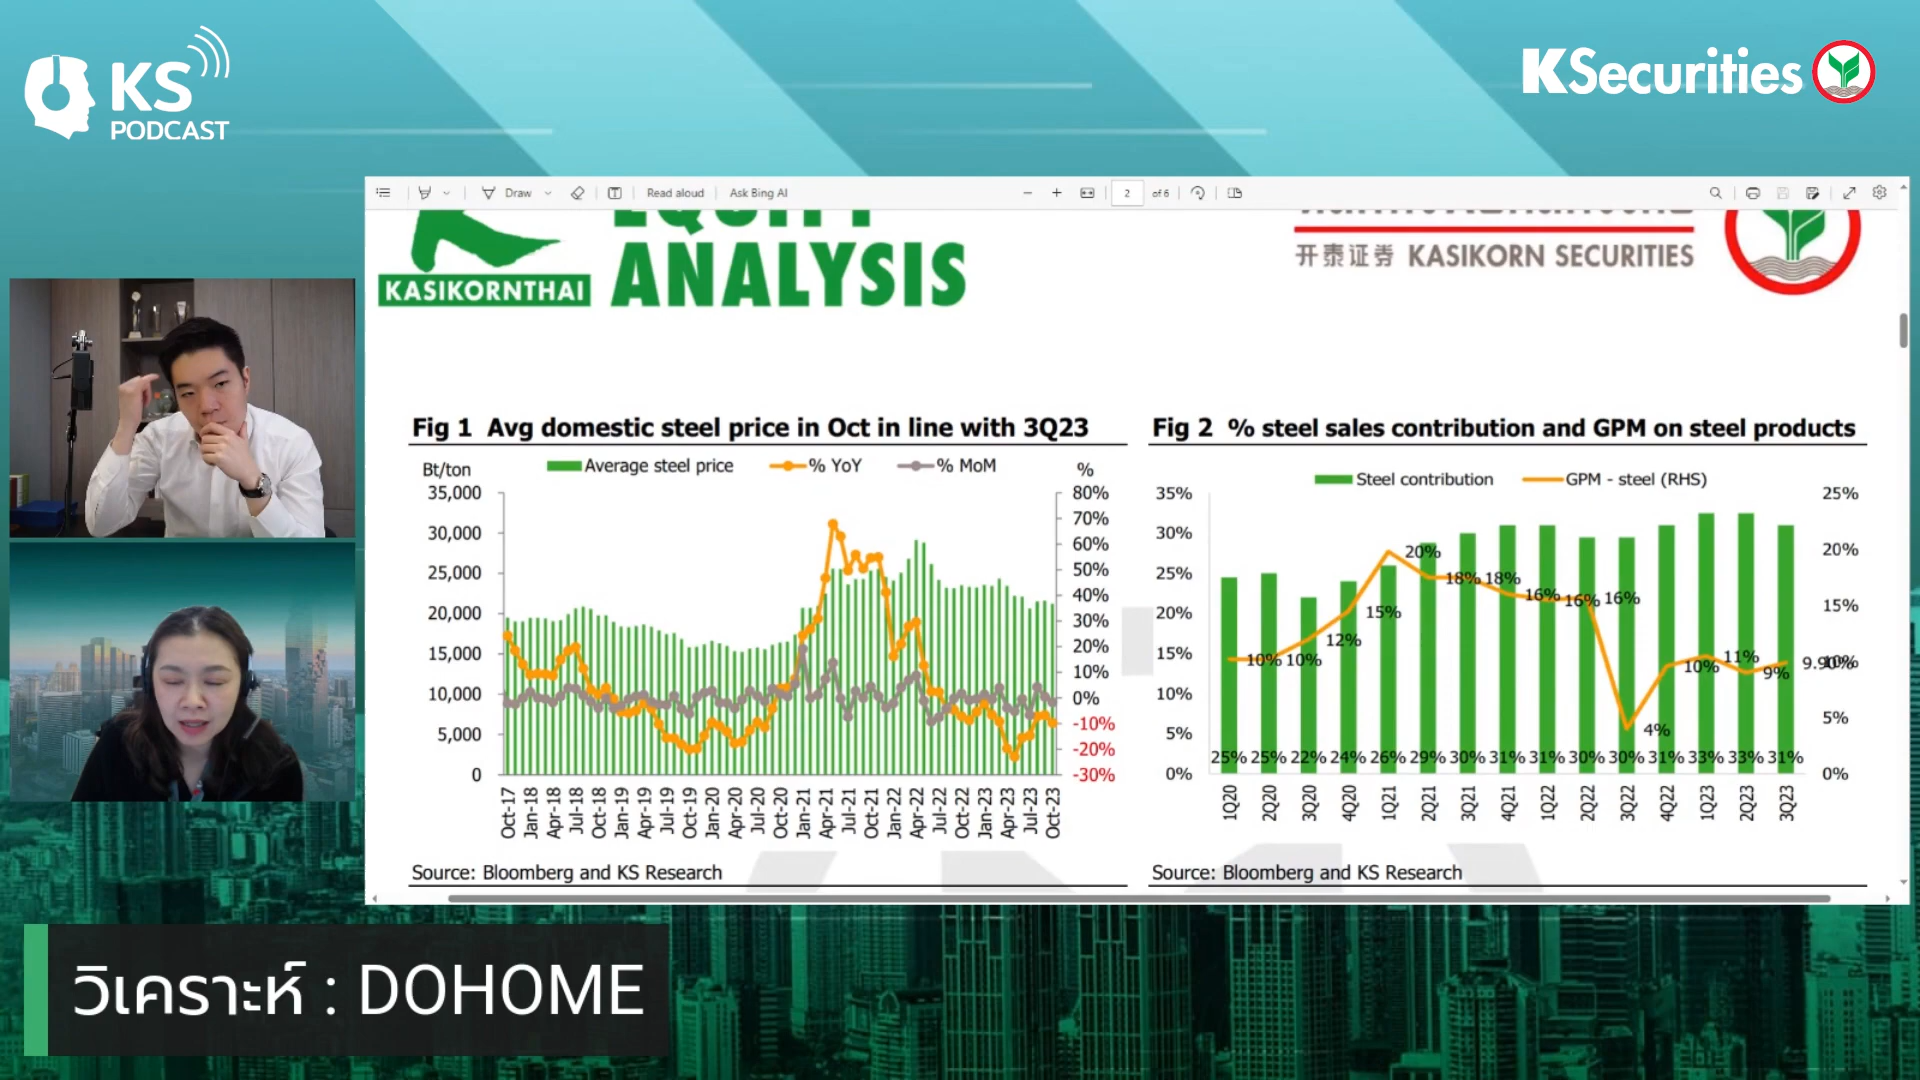 KS
PODCAST
KSecurities
Draw
Read aloud
Ask Bing AI
2
of 6
EQUITY
ANALYSIS
KASIKORNTHAI
开泰证券 KASIKORN SECURITIES
Fig 1 Avg domestic steel price in Oct in line with 3Q23
Bt/ton
Average steel price
% YoY
% MoM
%
35,000
30,000
25,000
20,000
15,000
10,000
5,000
0
80%
70%
60%
50%
40%
30%
20%
10%
0%
-10%
-20%
-30%
Oct-17
Jan-18
Apr-18
Jul-18
Oct-18
Jan-19
Apr-19
Jul-19
Oct-19
Jan-20
Apr-20
Jul-20
Oct-20
Jan-21
Apr-21
Jul-21
Oct-21
Jan-22
Apr-22
Jul-22
Oct-22
Jan-23
Apr-23
Jul-23
Oct-23
Source: Bloomberg and KS Research
Fig 2 % steel sales contribution and GPM on steel products
Steel contribution
GPM - steel (RHS)
35%
30%
25%
20%
15%
10%
5%
0%
25%
20%
15%
10%
5%
0%
10%
10%
12%
15%
20%
18%
18%
16%
16%
16%
4%
10%
11%
9%
9.90%
25%
25%
22%
24%
26%
29%
30%
31%
31%
30%
30%
31%
33%
33%
31%
1Q20
2Q20
3Q20
4Q20
1Q21
2Q21
3Q21
4Q21
1Q22
2Q22
3Q22
4Q22
1Q23
2Q23
3Q23
Source: Bloomberg and KS Research
วิเคราะห์ : DOHOME